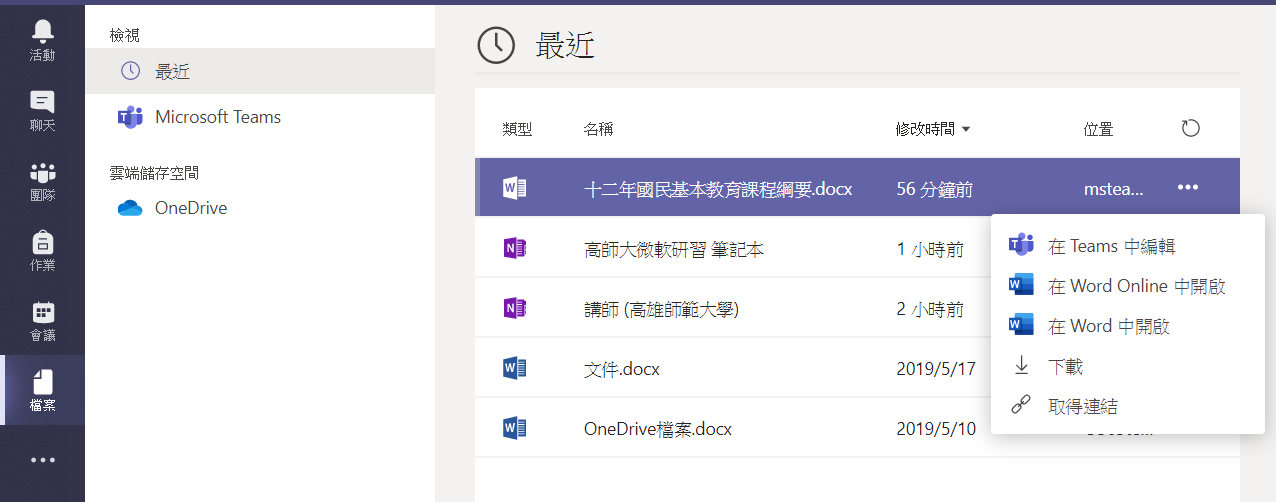 活動
聊天
團隊
作業
會議
檔案
檢視
最近
Microsoft Teams
雲端儲存空間
OneDrive
最近
類型 名稱 修改時間 位置
十二年國民基本教育課程綱要.docx 56 分鐘前 mstea...
高師大微軟研習 筆記本 1 小時前
講師 (高雄師範大學) 2 小時前
文件.docx 2019/5/17
OneDrive檔案.docx 2019/5/10
在 Teams 中編輯
在 Word Online 中開啟
在 Word 中開啟
下載
取得連結